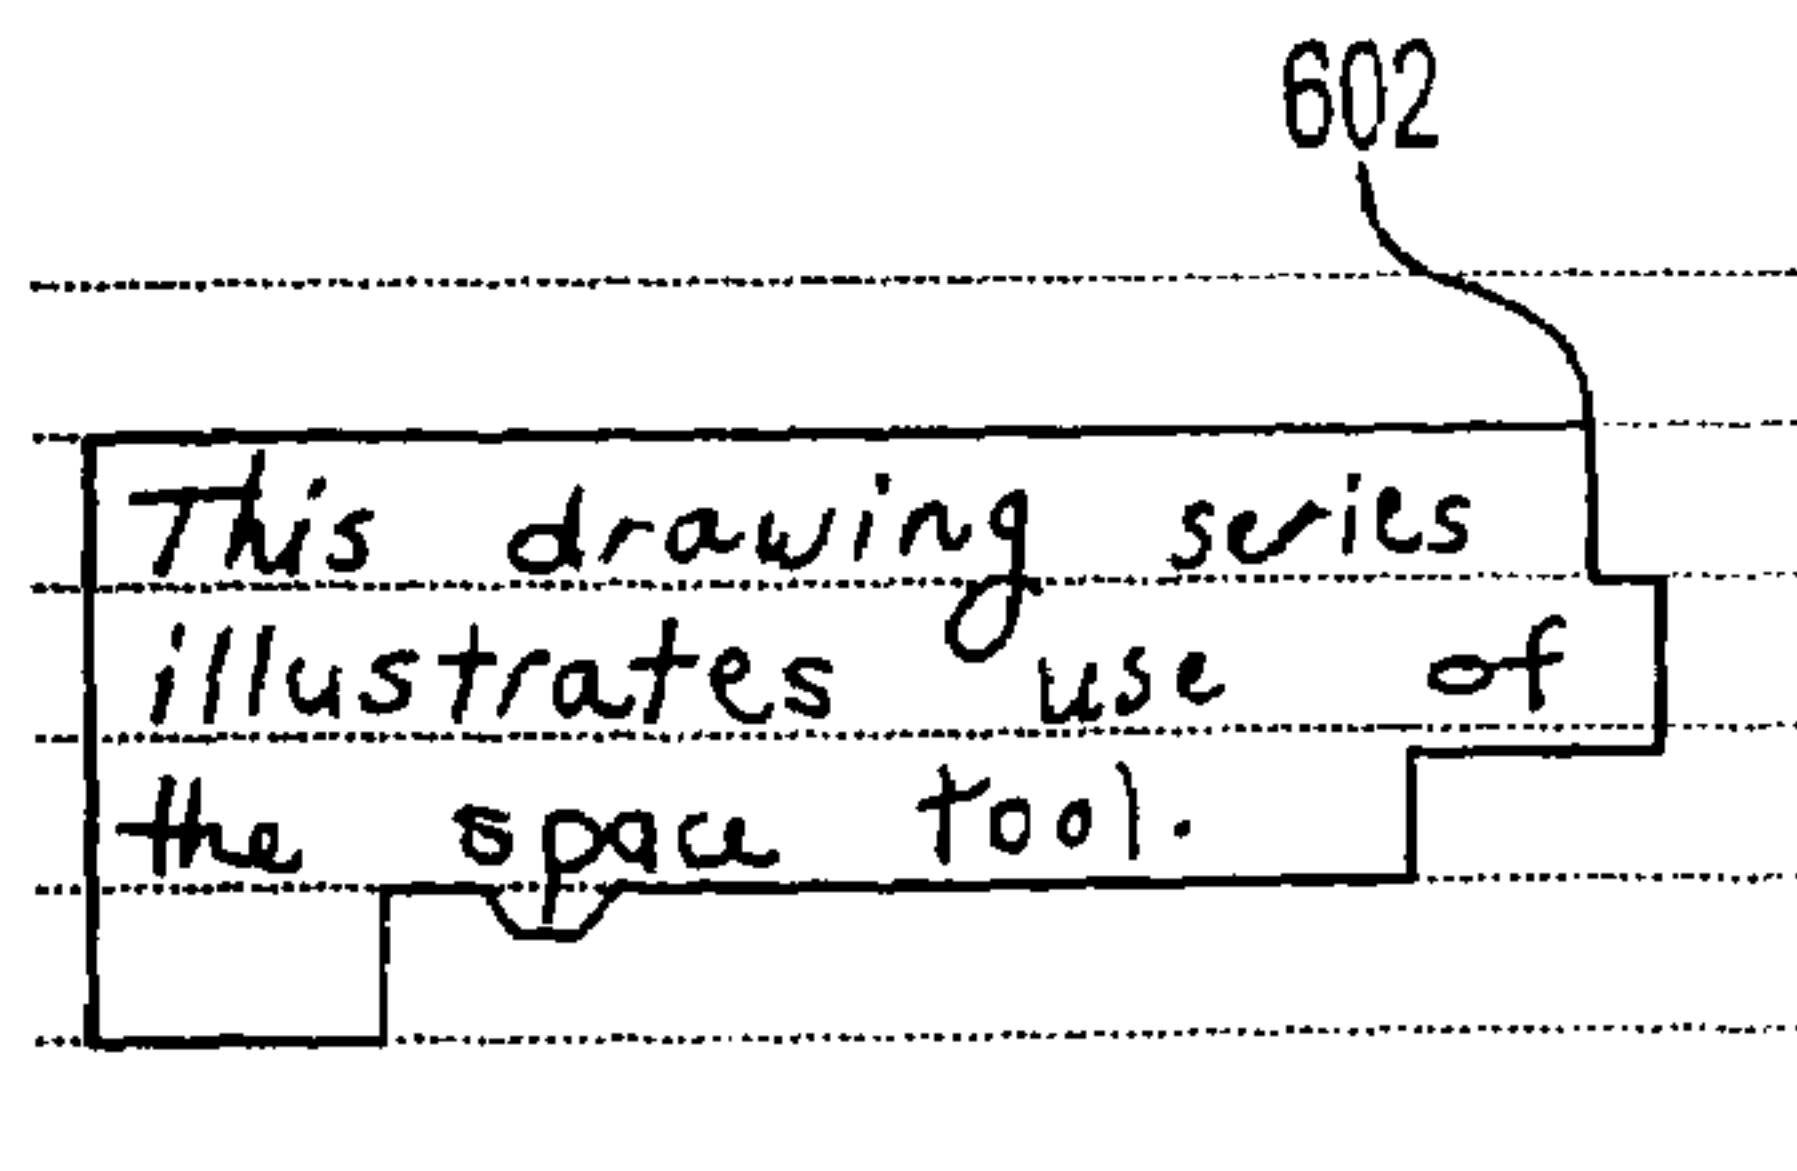 602
This drawing series
illustrates use of
the space tool.